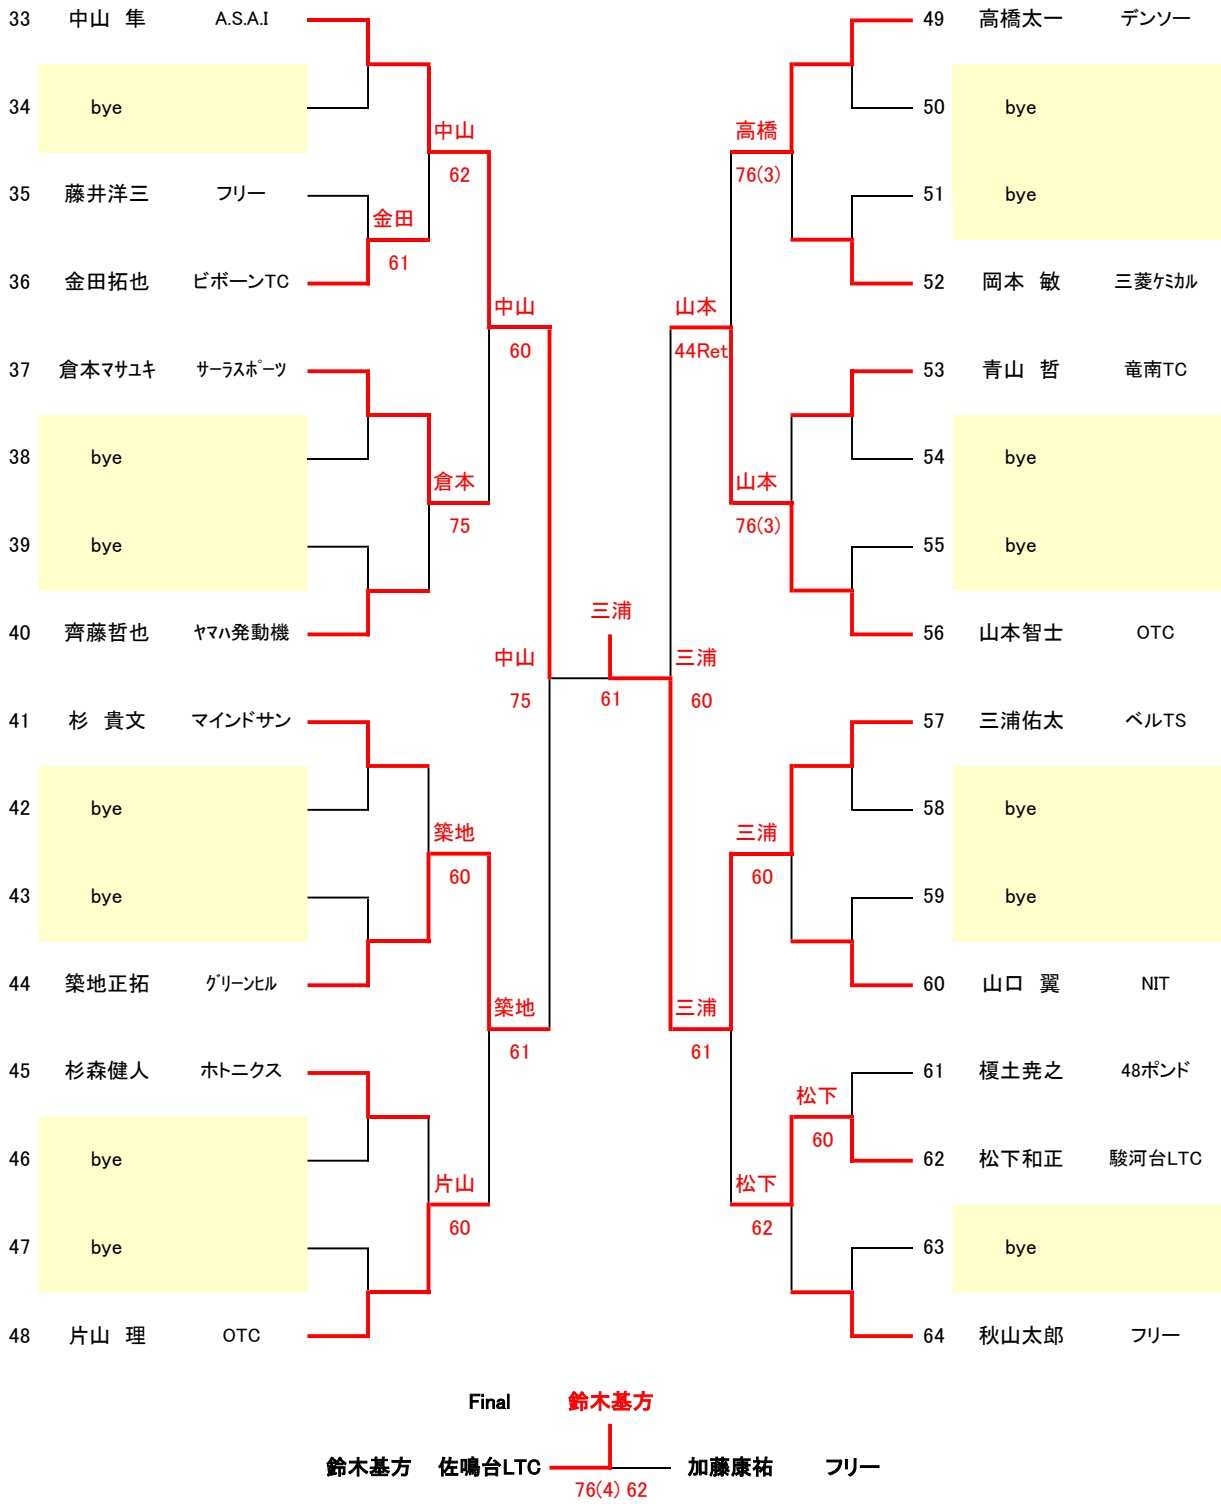 33 中山 隼 A.S.A.I
34 bye
35 藤井洋三 フリー
36 金田拓也 ビボーンTC
37 倉本マサユキ サーラスポーツ
38 bye
39 bye
40 齊藤哲也 ヤマハ発動機
41 杉 貴文 マインドサン
42 bye
43 bye
44 築地正拓 グリーンヒル
45 杉森健人 ホトニクス
46 bye
47 bye
48 片山 理 OTC
金田
61
中山
62
倉本
75
築地
60
片山
60
中山
60
築地
61
中山
75
三浦
61
三浦
60
山本
44Ret
三浦
61
高橋
76(3)
山本
76(3)
三浦
60
松下
62
松下
60
49 高橋太一 デンソー
50 bye
51 bye
52 岡本 敏 三菱ケミカル
53 青山 哲 竜南TC
54 bye
55 bye
56 山本智士 OTC
57 三浦佑太 ベルTS
58 bye
59 bye
60 山口 翼 NIT
61 榎土尭之 48ポンド
62 松下和正 駿河台LTC
63 bye
64 秋山太郎 フリー
Final 鈴木基方
鈴木基方 佐鳴台LTC 加藤康祐 フリー
76(4) 62